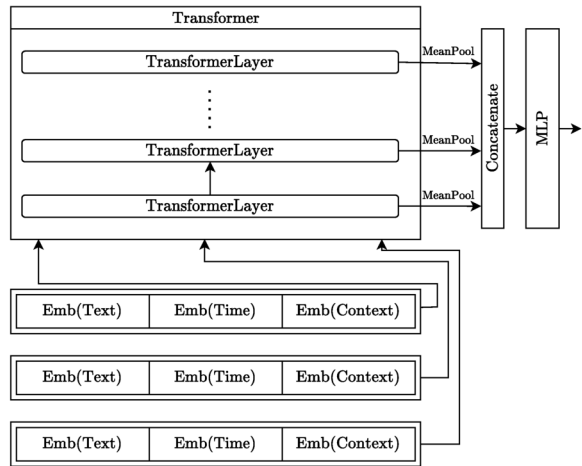 Transformer
TransformerLayer
MeanPool
TransformerLayer
MeanPool
TransformerLayer
MeanPool
Concatenate
MLP
Emb(Text) Emb(Time) Emb(Context)
Emb(Text) Emb(Time) Emb(Context)
Emb(Text) Emb(Time) Emb(Context)